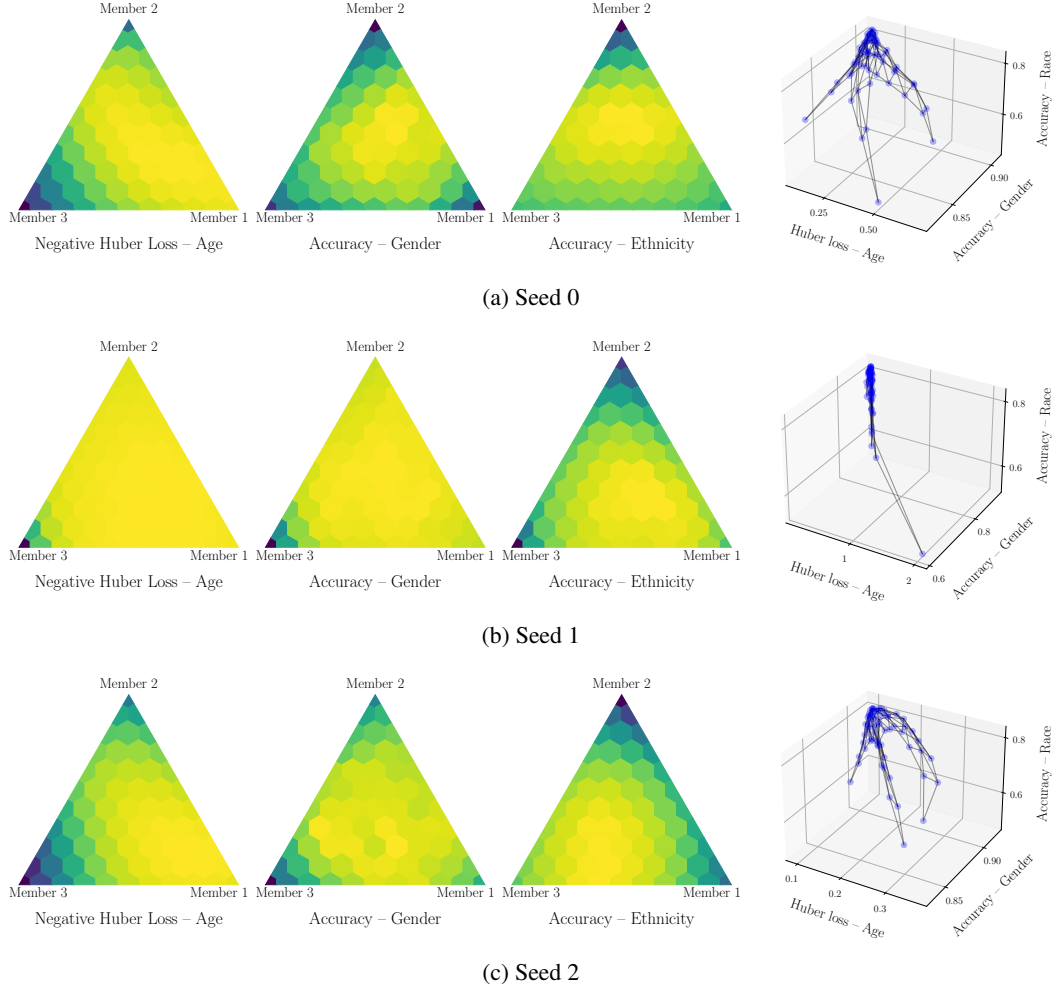 Member 2
Member 3
Member 1
Negative Huber Loss – Age
Member 2
Member 3
Member 1
Accuracy – Gender
Member 2
Member 3
Member 1
Accuracy – Ethnicity
0.25
0.50
Huber loss – Age
0.85
0.90
Accuracy – Gender
0.6
0.8
Accuracy – Race
(a) Seed 0
Member 2
Member 3
Member 1
Negative Huber Loss – Age
Member 2
Member 3
Member 1
Accuracy – Gender
Member 2
Member 3
Member 1
Accuracy – Ethnicity
1
2
Huber loss – Age
0.6
0.8
Accuracy – Gender
0.6
0.8
Accuracy – Race
(b) Seed 1
Member 2
Member 3
Member 1
Negative Huber Loss – Age
Member 2
Member 3
Member 1
Accuracy – Gender
Member 2
Member 3
Member 1
Accuracy – Ethnicity
0.1
0.2
0.3
Huber loss – Age
0.85
0.90
Accuracy – Gender
0.6
0.8
Accuracy – Race
(c) Seed 2